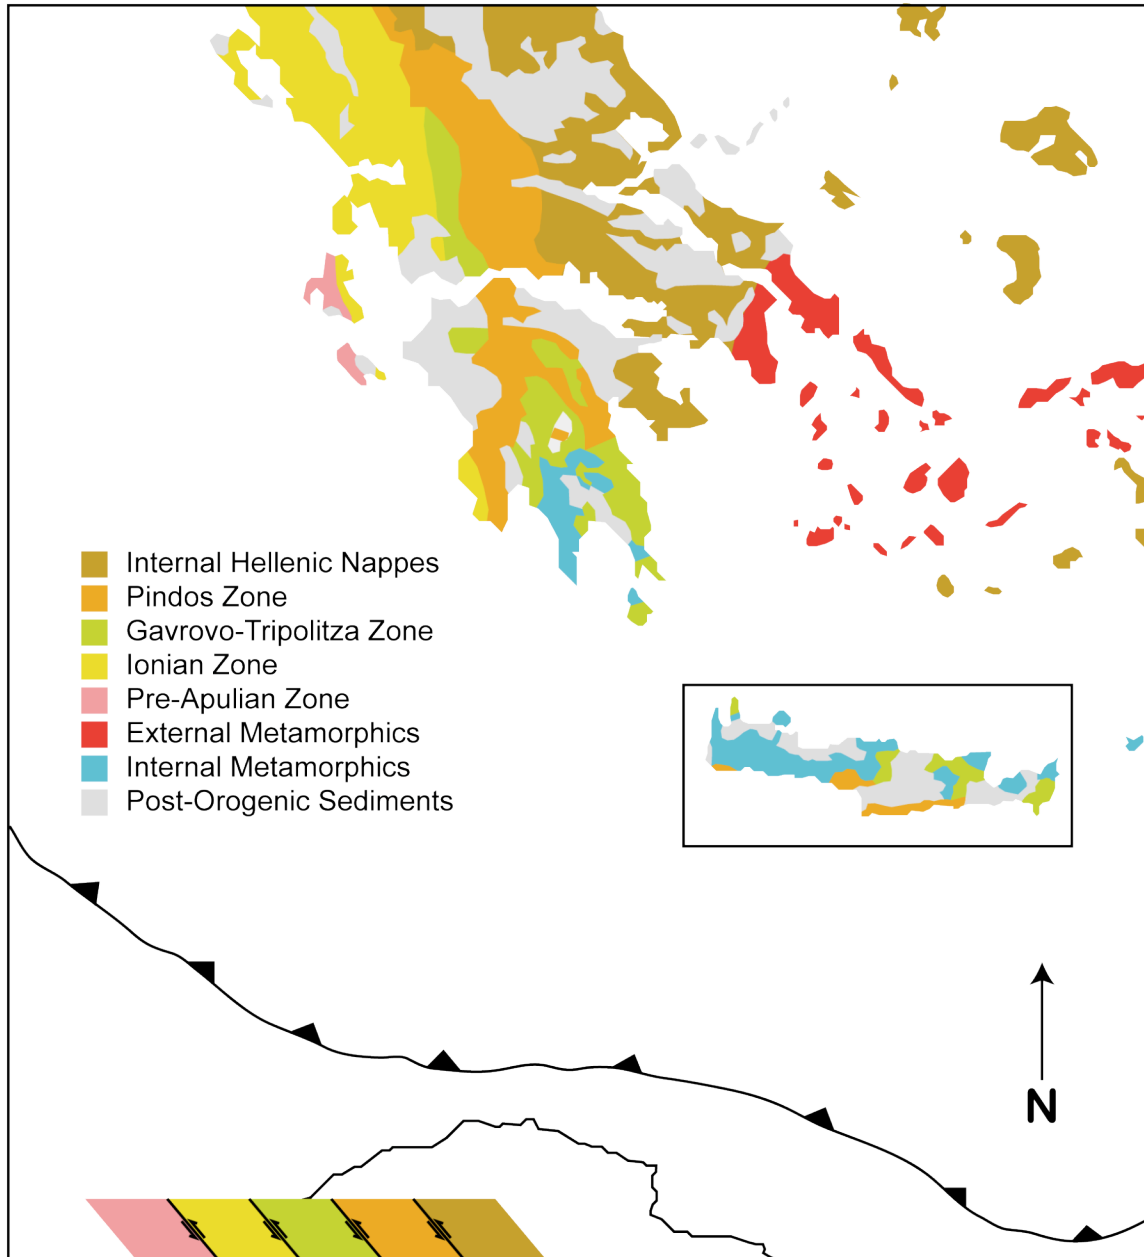 Internal Hellenic Nappes
Pindos Zone
Gavrovo-Tripolitza Zone
Ionian Zone
Pre-Apulian Zone
External Metamorphics
Internal Metamorphics
Post-Orogenic Sediments
N